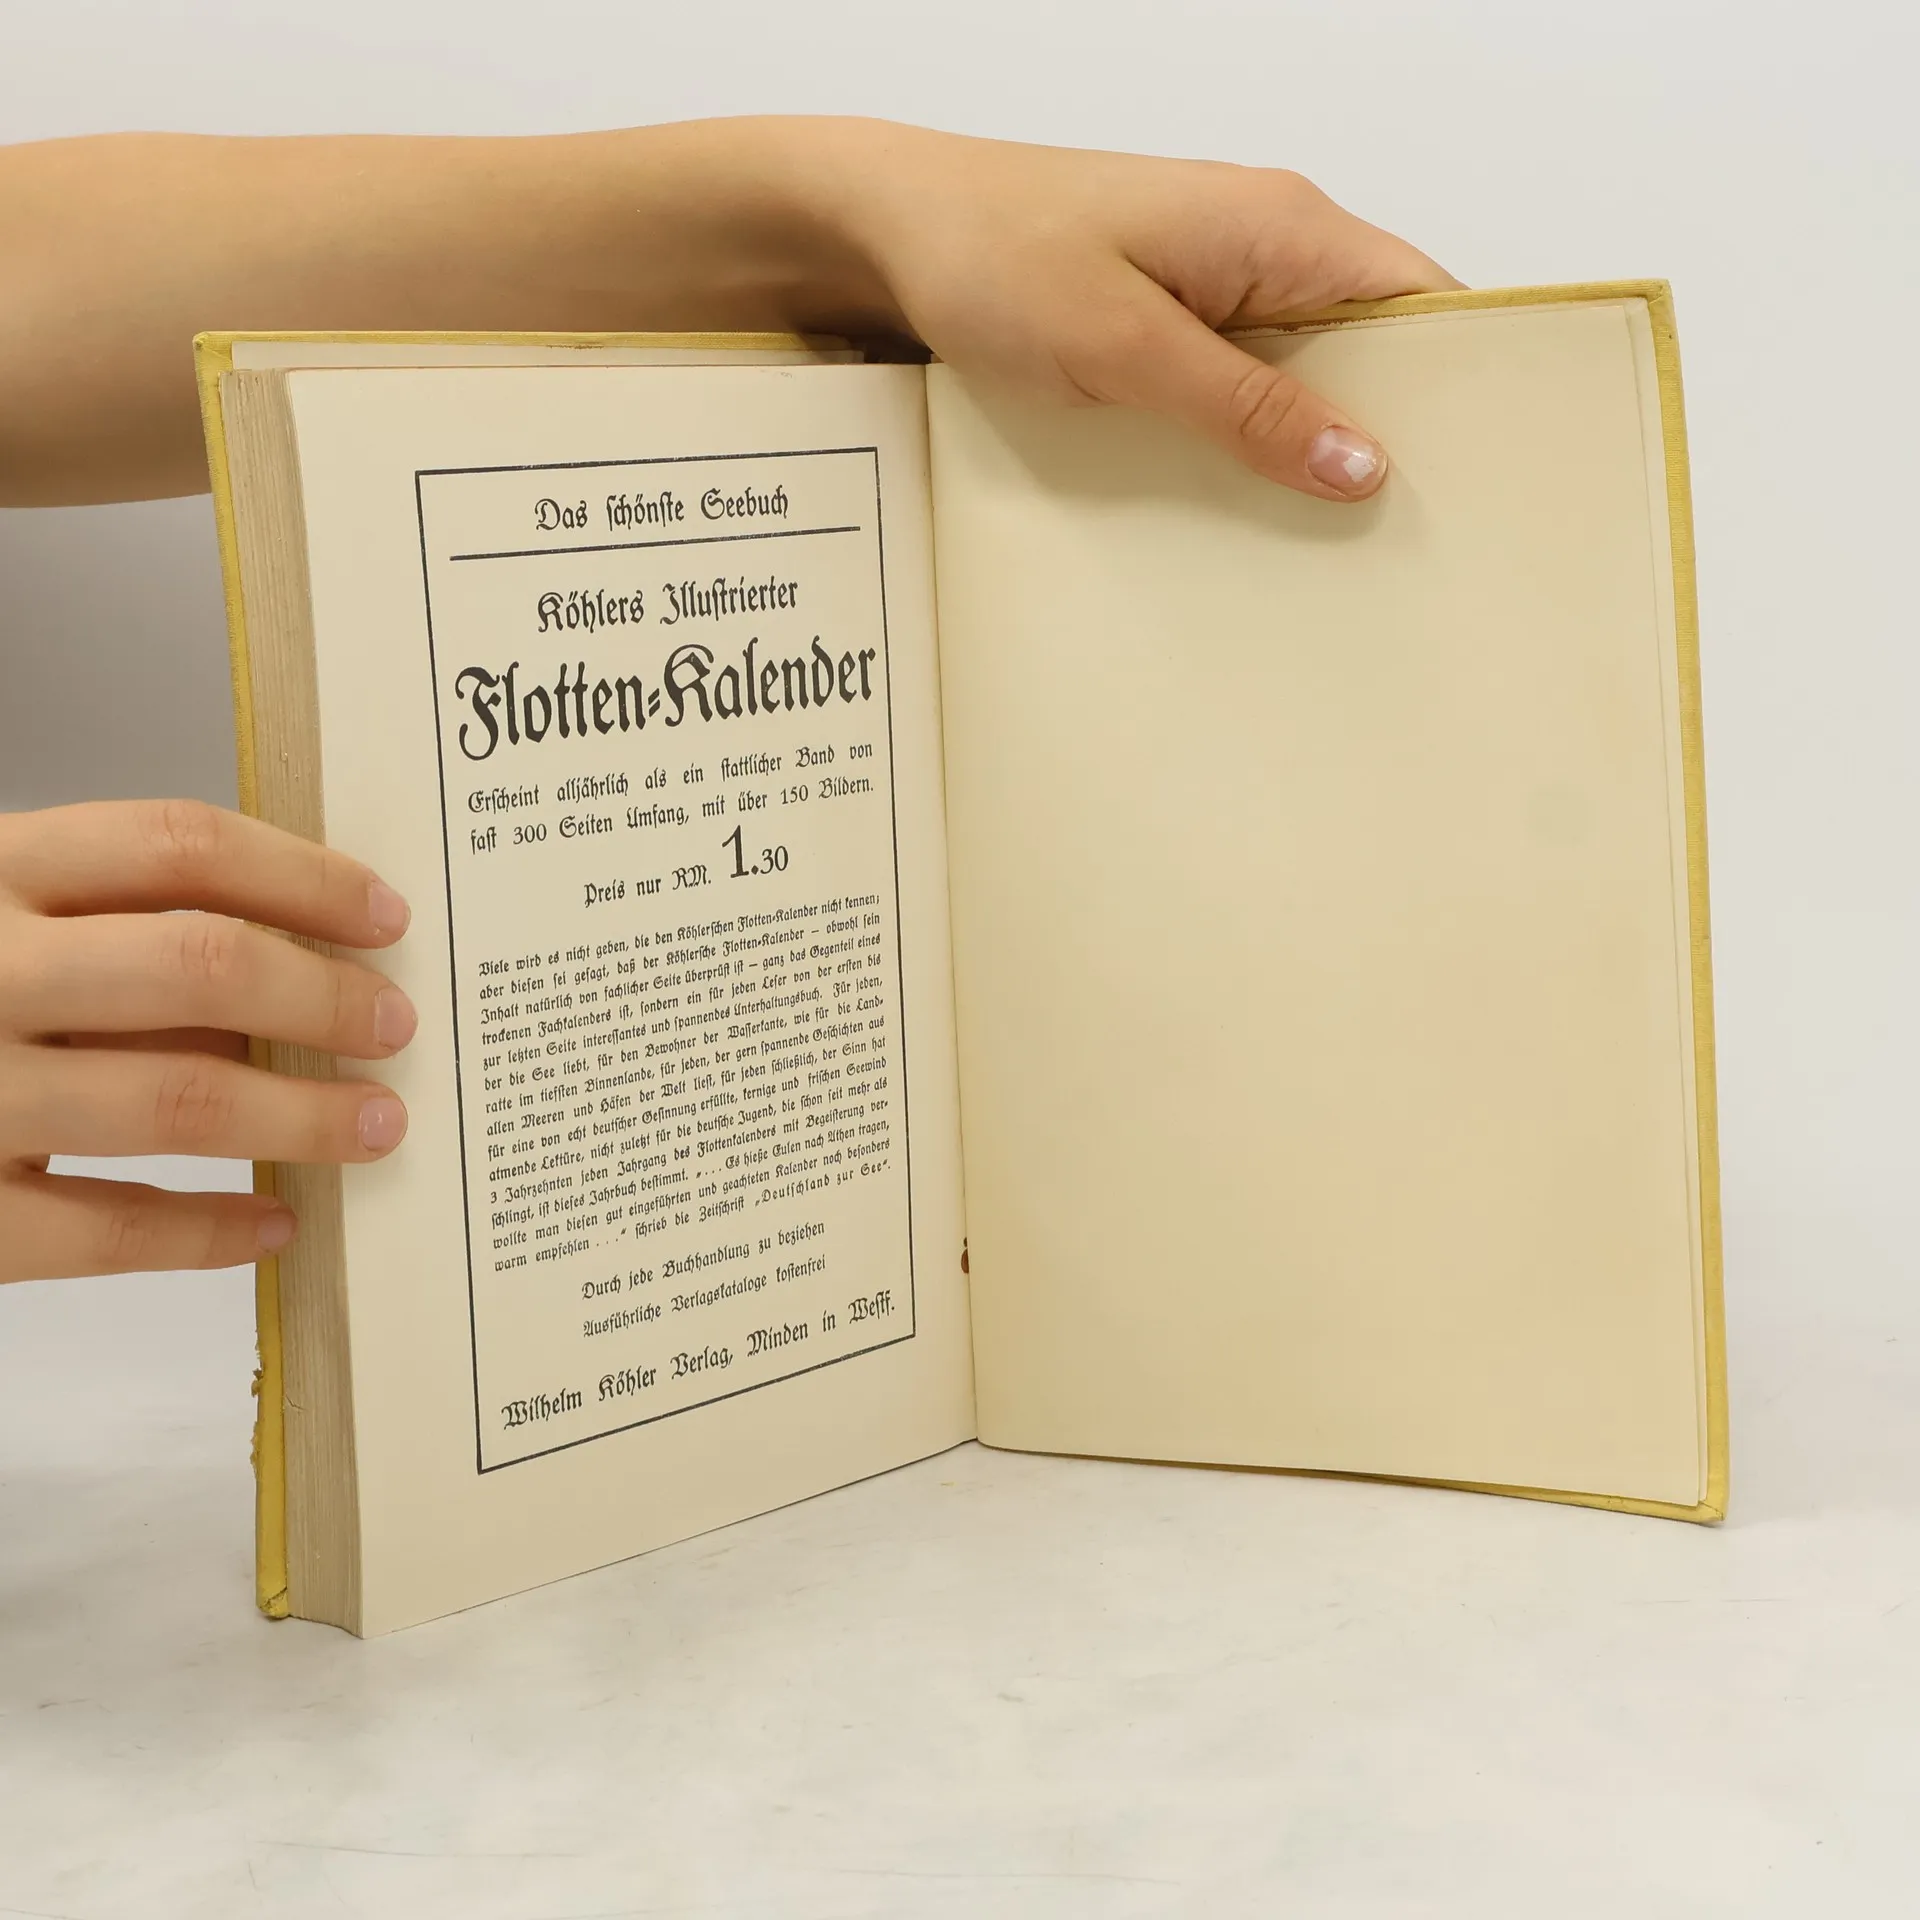 Das schönste Seebuch
Köhlers Illustrierter
Flotten-Kalender
Erscheint alljährlich als ein stattlicher Band von
fast 300 Seiten Umfang, mit über 150 Bildern.
Preis nur RM. 1.30
Viele wird es nicht geben, die den Köhlerschen Flotten-Kalender nicht kennen;
aber diesen sei gesagt, daß der Köhlersche Flotten-Kalender — obwohl sein
Inhalt natürlich von fachlicher Seite überprüft ist — ganz das Gegenteil eines
trockenen Fachkalenders ist, sondern ein für jeden Leser von der ersten bis
zur letzten Seite interessantes und spannendes Unterhaltungsbuch. Für jeden,
der die See liebt, für den Bewohner der Wasserkante, wie für die Land-
ratte im tiefsten Binnenlande, für jeden, der gern spannende Geschichten aus
allen Meeren und Häfen der Welt liest, für jeden schließlich, der Sinn hat
für eine von echt deutscher Gesinnung erfüllte, kernige und frischen Seewind
atmende Lektüre, nicht zuletzt für die deutsche Jugend, die schon seit mehr als
3 Jahrzehnten jeden Jahrgang des Flottenkalenders mit Begeisterung ver-
schlingt, ist dieses Jahrbuch bestimmt. „... Es hieße Eulen nach Athen tragen,
wollte man diesen gut eingeführten und geachteten Kalender noch besonders
warm empfehlen . . .“ schrieb die Zeitschrift „Deutschland zur See“.
Durch jede Buchhandlung zu beziehen
Ausführliche Verlagskataloge kostenfrei
Wilhelm Köhler Verlag, Minden in Westf.